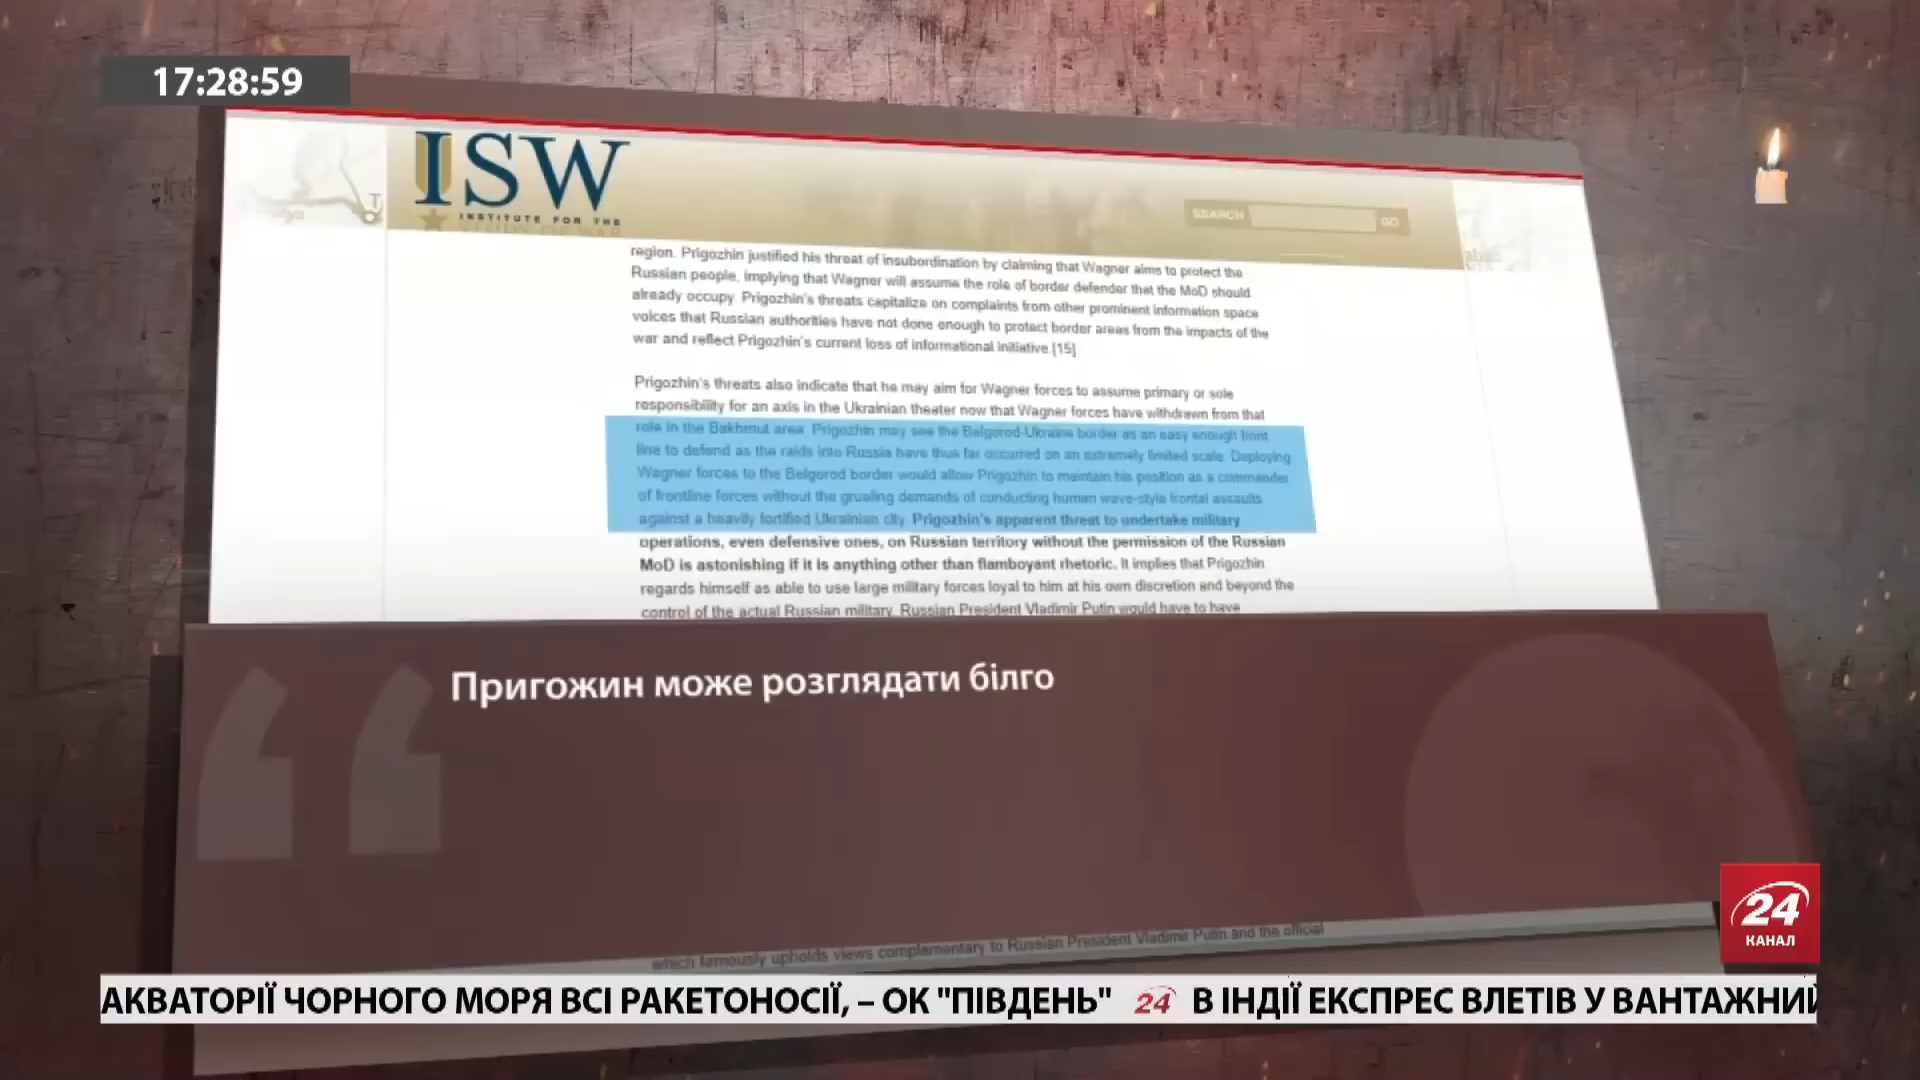 17:28:59
ISW
INSTITUTE FOR THE
SEARCH GO
region. Prigozhin justified his threat of insubordination by claiming that Wagner aims to protect the
Russian people, implying that Wagner will assume the role of border defender that the MoD should
already occupy. Prigozhin's threats capitalize on complaints from other prominent information space
voices that Russian authorities have not done enough to protect border areas from the impacts of the
war and reflect Prigozhin's current loss of informational initiative.[15]
Prigozhin's threats also indicate that he may aim for Wagner forces to assume primary or sole
responsibility for an axis in the Ukrainian theater now that Wagner forces have withdrawn from that
role in the Bakhmut area. Prigozhin may see the Belgorod-Ukraine border as an easy enough front
line to defend as the raids into Russia have thus far occurred on an extremely limited scale. Deploying
Wagner forces to the Belgorod border would allow Prigozhin to maintain his position as a commander
of frontline forces without the grueling demands of conducting human wave-style frontal assaults
against a heavily fortified Ukrainian city. Prigozhin's apparent threat to undertake military
operations, even defensive ones, on Russian territory without the permission of the Russian
MoD is astonishing if it is anything other than flamboyant rhetoric. It implies that Prigozhin
regards himself as able to use large military forces loyal to him at his own discretion and beyond the
control of the actual Russian military. Russian President Vladimir Putin would have to have
Пригожин може розглядати білго
which famously upholds views complementary to Russian President Vladimir Putin and the official
24
КАНАЛ
АКВАТОРІЇ ЧОРНОГО МОРЯ ВСІ РАКЕТОНОСІЇ, – ОК "ПІВДЕНЬ" 24 В ІНДІЇ ЕКСПРЕС ВЛЕТІВ У ВАНТАЖНИЙ